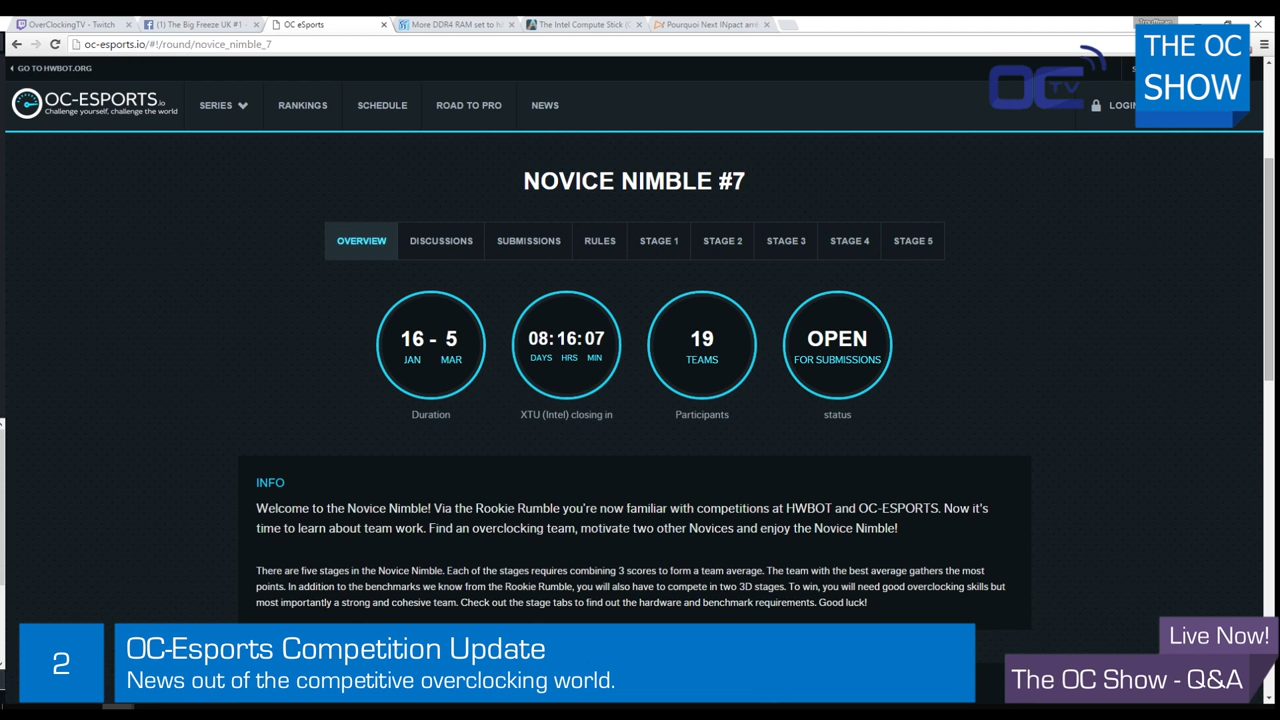 OverClockingTV - Twitch
(1) The Big Freeze UK #1 -
OC eSports
More DDR4 RAM set to hi
The Intel Compute Stick (C
Pourquoi Next INpact arr
oc-esports.io/#!/round/novice_nimble_7
GO TO HWBOT.ORG
OC-ESPORTS.io
Challenge yourself, challenge the world
SERIES
RANKINGS
SCHEDULE
ROAD TO PRO
NEWS
LOGIN
OC TV
THE OC
SHOW
NOVICE NIMBLE #7
OVERVIEW
DISCUSSIONS
SUBMISSIONS
RULES
STAGE 1
STAGE 2
STAGE 3
STAGE 4
STAGE 5
16 - 5
JAN MAR
Duration
08: 16: 07
DAYS HRS MIN
XTU (Intel) closing in
19
TEAMS
Participants
OPEN
FOR SUBMISSIONS
status
INFO
Welcome to the Novice Nimble! Via the Rookie Rumble you're now familiar with competitions at HWBOT and OC-ESPORTS. Now it's
time to learn about team work. Find an overclocking team, motivate two other Novices and enjoy the Novice Nimble!
There are five stages in the Novice Nimble. Each of the stages requires combining 3 scores to form a team average. The team with the best average gathers the most
points. In addition to the benchmarks we know from the Rookie Rumble, you will also have to compete in two 3D stages. To win, you will need good overclocking skills but
most importantly a strong and cohesive team. Check out the stage tabs to find out the hardware and benchmark requirements. Good luck!
2
OC-Esports Competition Update
News out of the competitive overclocking world.
Live Now!
The OC Show - Q&A